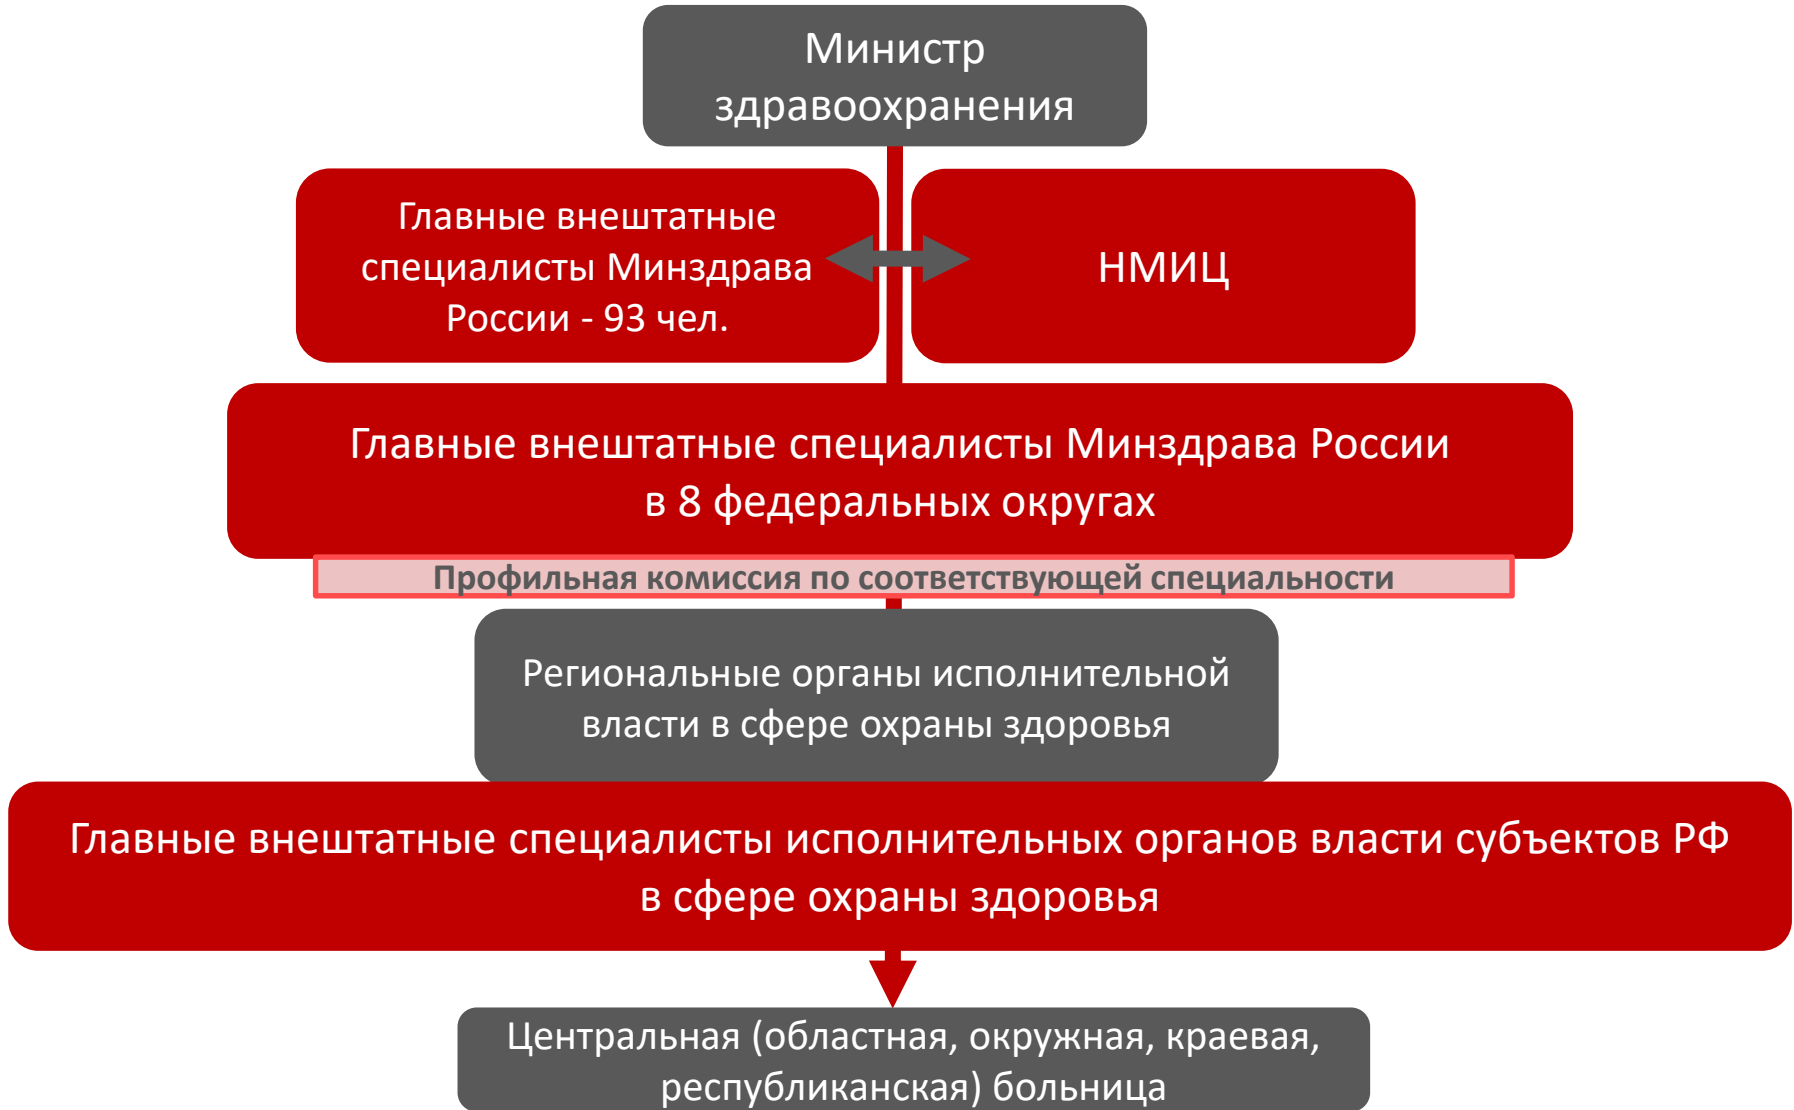 Министр
здравоохранения
Главные внештатные
специалисты Минздрава
России - 93 чел.
НМИЦ
Главные внештатные специалисты Минздрава России
в 8 федеральных округах
Профильная комиссия по соответствующей специальности
Региональные органы исполнительной
власти в сфере охраны здоровья
Главные внештатные специалисты исполнительных органов власти субъектов РФ
в сфере охраны здоровья
Центральная (областная, окружная, краевая,
республиканская) больница